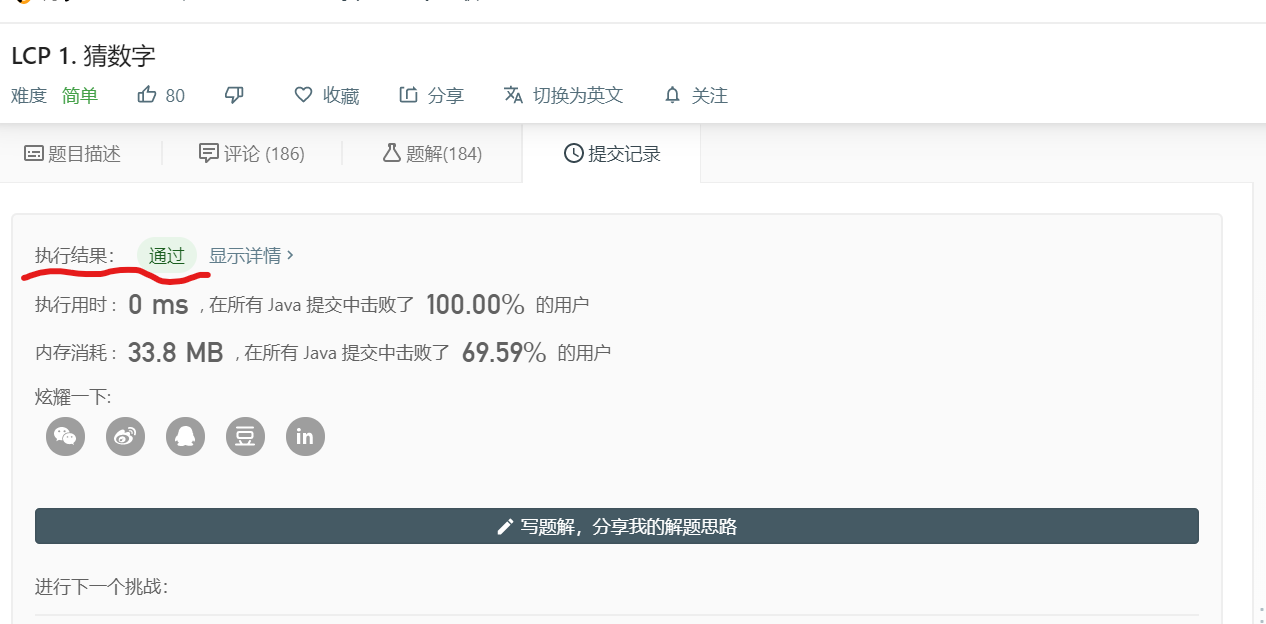 LCP 1. 猜数字
难度 简单 80 收藏 分享 切换为英文 关注
题目描述 评论 (186) 题解(184) 提交记录
执行结果： 通过 显示详情 ›
执行用时 : 0 ms , 在所有 Java 提交中击败了 100.00% 的用户
内存消耗 : 33.8 MB , 在所有 Java 提交中击败了 69.59% 的用户
炫耀一下:
豆 in
写题解，分享我的解题思路
进行下一个挑战：